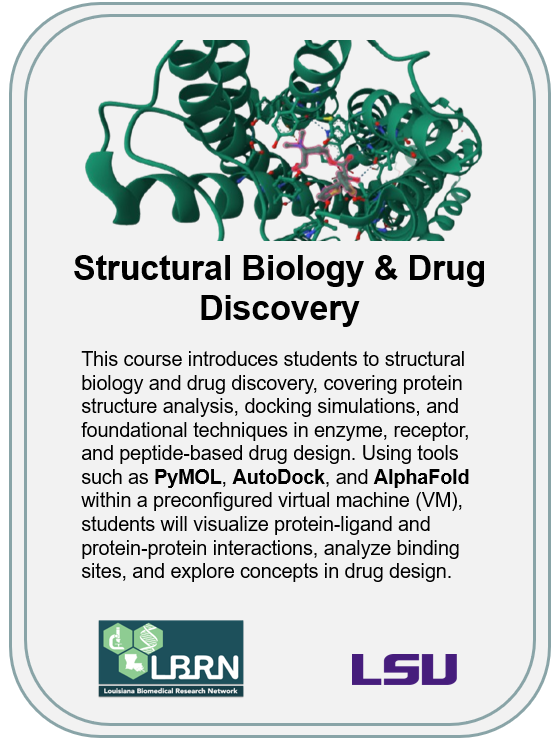 Structural Biology & Drug
Discovery
This course introduces students to structural
biology and drug discovery, covering protein
structure analysis, docking simulations, and
foundational techniques in enzyme, receptor,
and peptide-based drug design. Using tools
such as PyMOL, AutoDock, and AlphaFold
within a preconfigured virtual machine (VM),
students will visualize protein-ligand and
protein-protein interactions, analyze binding
sites, and explore concepts in drug design.
LBRN
Louisiana Biomedical Research Network
LSU